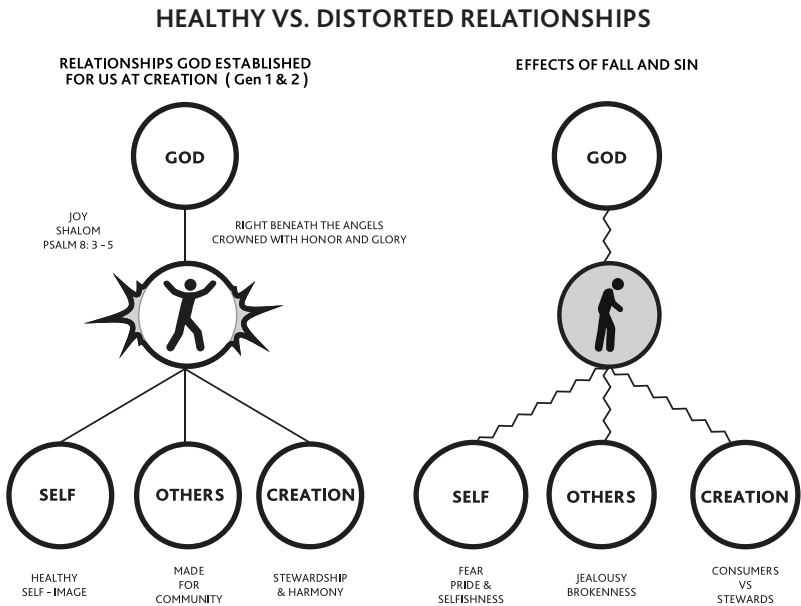 HEALTHY VS. DISTORTED RELATIONSHIPS
RELATIONSHIPS GOD ESTABLISHED
FOR US AT CREATION ( Gen 1 & 2 )
GOD
JOY
SHALOM
PSALM 8: 3 - 5
RIGHT BENEATH THE ANGELS
CROWNED WITH HONOR AND GLORY
SELF
OTHERS
CREATION
HEALTHY
SELF - IMAGE
MADE
FOR
COMMUNITY
STEWARDSHIP
& HARMONY
EFFECTS OF FALL AND SIN
GOD
SELF
OTHERS
CREATION
FEAR
PRIDE &
SELFISHNESS
JEALOUSY
BROKENNESS
CONSUMERS
VS
STEWARDS